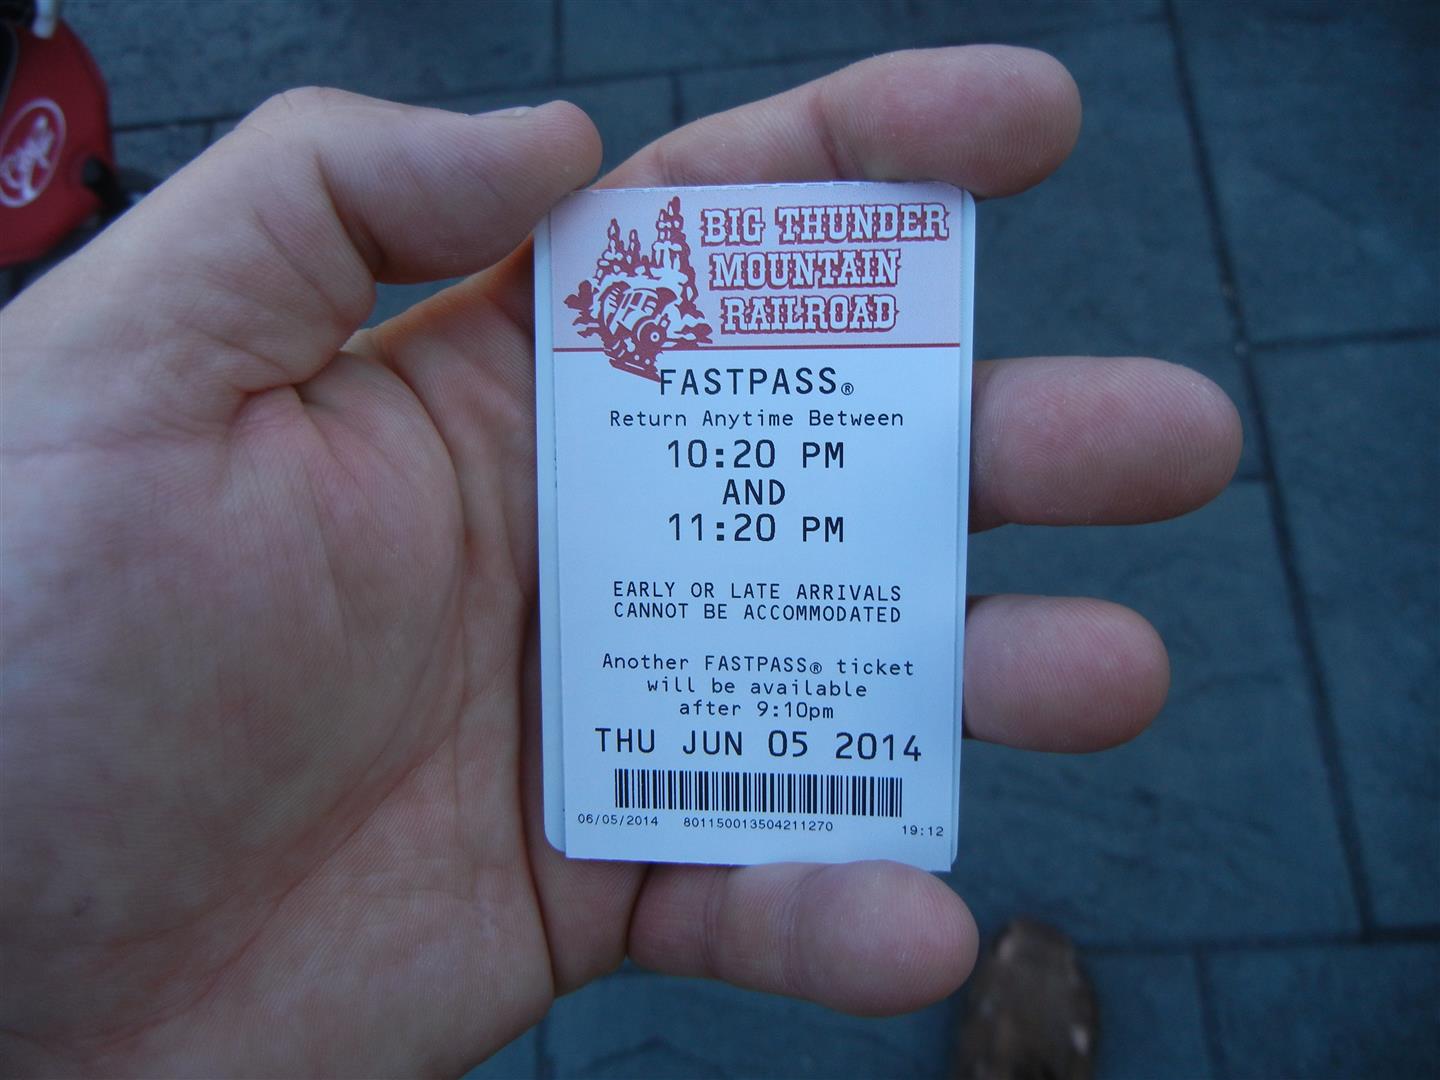 BIG THUNDER
MOUNTAIN
RAILROAD
FASTPASS®
Return Anytime Between
10:20 PM
AND
11:20 PM
EARLY OR LATE ARRIVALS
CANNOT BE ACCOMMODATED
Another FASTPASS® ticket
will be available
after 9:10pm
THU JUN 05 2014
06/05/2014 801150013504211270 19:12